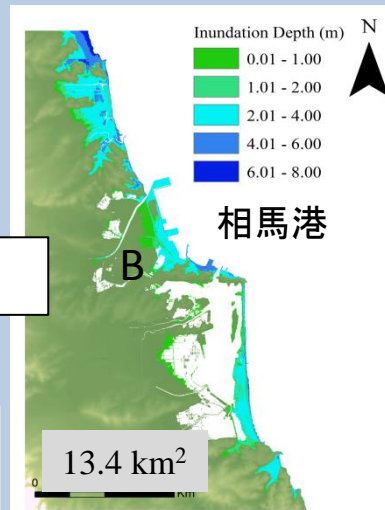 Inundation Depth (m)
N
0.01 - 1.00
1.01 - 2.00
2.01 - 4.00
4.01 - 6.00
6.01 - 8.00
相馬港
B
13.4 km²
0
Km